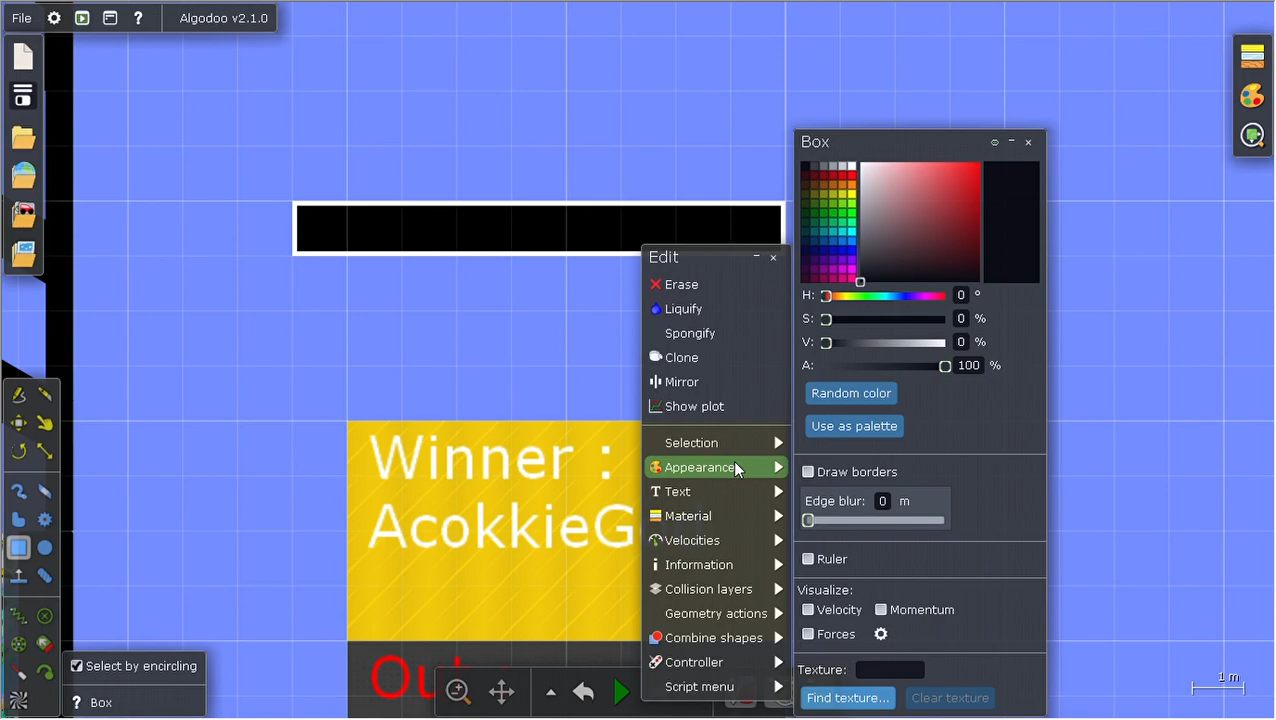 File ? Algodoo v2.1.0
Box
Edit
Erase
Liquify
Spongify
Clone
Mirror
Show plot
Selection
Appearance
Text
Material
Velocities
Information
Collision layers
Geometry actions
Combine shapes
Controller
Script menu
H: 0 °
S: 0 %
V: 0 %
A: 100 %
Random color
Use as palette
Draw borders
Edge blur: 0 m
Ruler
Visualize:
Velocity Momentum
Forces
Texture:
Find texture... Clear texture
Winner :
AcokkieG
Select by encircling
? Box
1 m